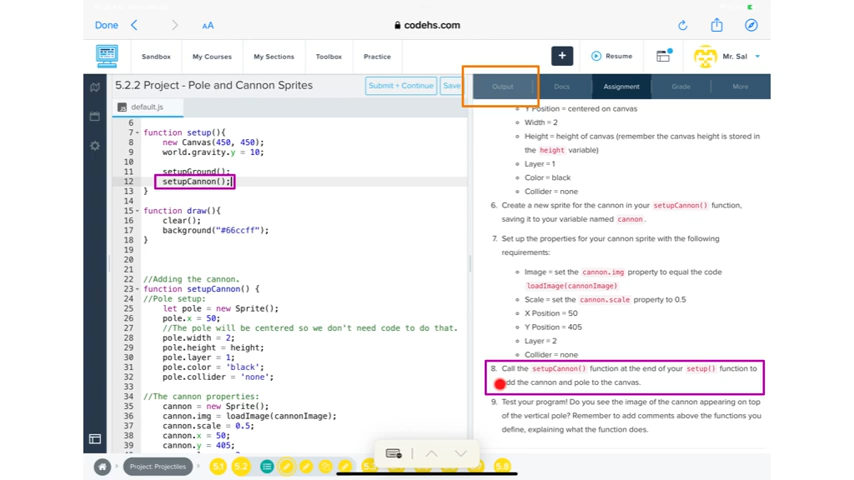 Done
AA
codehs.com
Sandbox
My Courses
My Sections
Toolbox
Practice
+
Resume
Mr. Sal
5.2.2 Project - Pole and Cannon Sprites
Submit + Continue
Save
Output
Docs
Assignment
Grade
More
JS default.js
6
7 function setup(){
8 new Canvas(450, 450);
9 world.gravity.y = 10;
10
11 setupGround();
12 setupCannon();
13 }
14
15 function draw(){
16 clear();
17 background("#66ccff");
18 }
19
20
21
22 //Adding the cannon.
23 function setupCannon() {
24 //Pole setup:
25 let pole = new Sprite();
26 pole.x = 50;
27 //The pole will be centered so we don't need code to do that.
28 pole.width = 2;
29 pole.height = height;
30 pole.layer = 1;
31 pole.color = 'black';
32 pole.collider = 'none';
33
34 //The cannon properties:
35 cannon = new Sprite();
36 cannon.img = loadImage(cannonImage);
37 cannon.scale = 0.5;
38 cannon.x = 50;
39 cannon.y = 405;
Y Position = centered on canvas
Width = 2
Height = height of canvas (remember the canvas height is stored in
the height variable)
Layer = 1
Color = black
Collider = none
6. Create a new sprite for the cannon in your setupCannon() function,
saving it to your variable named cannon.
7. Set up the properties for your cannon sprite with the following
requirements:
Image = set the cannon.img property to equal the code
loadImage(cannonImage)
Scale = set the cannon.scale property to 0.5
X Position = 50
Y Position = 405
Layer = 2
Collider = none
8. Call the setupCannon() function at the end of your setup() function to
add the cannon and pole to the canvas.
9. Test your program! Do you see the image of the cannon appearing on top
of the vertical pole? Remember to add comments above the functions you
define, explaining what the function does.
Project: Projectiles
5.1
5.2